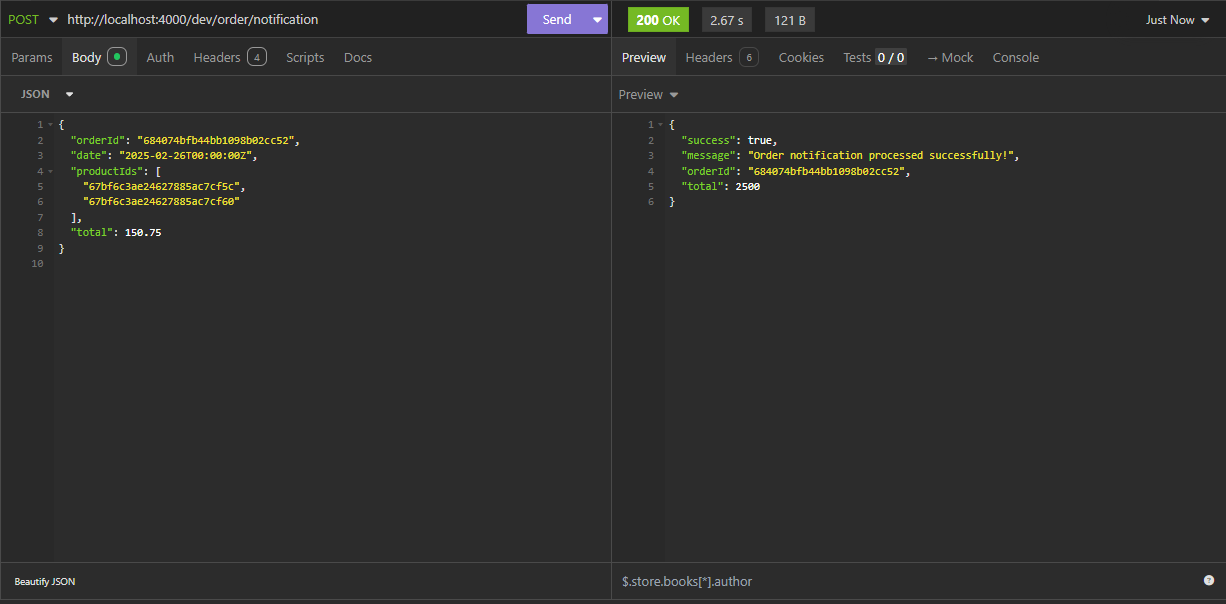 POST http://localhost:4000/dev/order/notification Send 200 OK 2.67 s 121 B Just Now
Params Body Auth Headers 4 Scripts Docs Preview Headers 6 Cookies Tests 0 / 0 → Mock Console
JSON Preview
1 {
2 "orderId": "684074bfb44bb1098b02cc52",
3 "date": "2025-02-26T00:00:00Z",
4 "productIds": [
5 "67bf6c3ae24627885ac7cf5c",
6 "67bf6c3ae24627885ac7cf60"
7 ],
8 "total": 150.75
9 }
10
1 {
2 "success": true,
3 "message": "Order notification processed successfully!",
4 "orderId": "684074bfb44bb1098b02cc52",
5 "total": 2500
6 }
Beautify JSON $.store.books[*].author ?